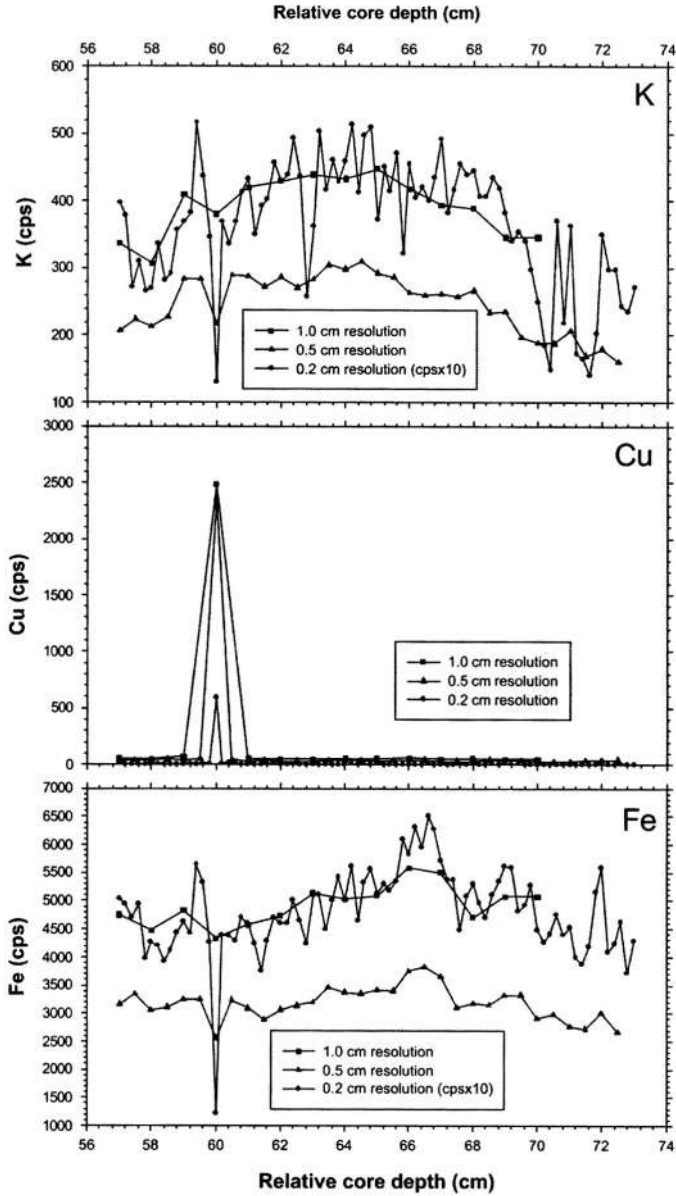 Relative core depth (cm)
56 58 60 62 64 66 68 70 72 74
600
500
400
300
200
100
K (cps)
K
1.0 cm resolution
0.5 cm resolution
0.2 cm resolution (cpsx10)
3000
2500
2000
1500
1000
500
0
Cu (cps)
Cu
1.0 cm resolution
0.5 cm resolution
0.2 cm resolution
7000
6500
6000
5500
5000
4500
4000
3500
3000
2500
2000
1500
1000
Fe (cps)
Fe
1.0 cm resolution
0.5 cm resolution
0.2 cm resolution (cpsx10)
56 58 60 62 64 66 68 70 72 74
Relative core depth (cm)